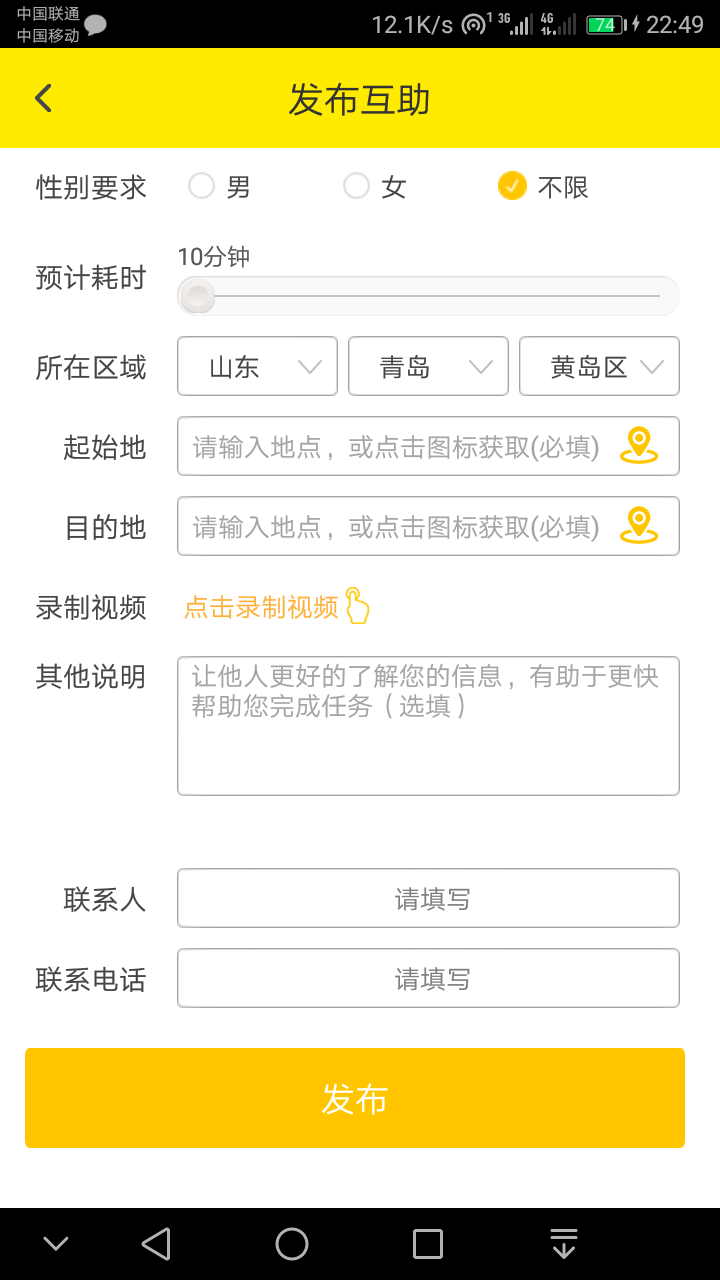 中国联通
中国移动
12.1K/s 1 3G 4G 74 22:49
发布互助
性别要求 男 女 不限
10分钟
预计耗时
所在区域 山东 青岛 黄岛区
起始地 请输入地点，或点击图标获取(必填)
目的地 请输入地点，或点击图标获取(必填)
录制视频 点击录制视频
其他说明 让他人更好的了解您的信息，有助于更快
帮助您完成任务（选填）
联系人 请填写
联系电话 请填写
发布